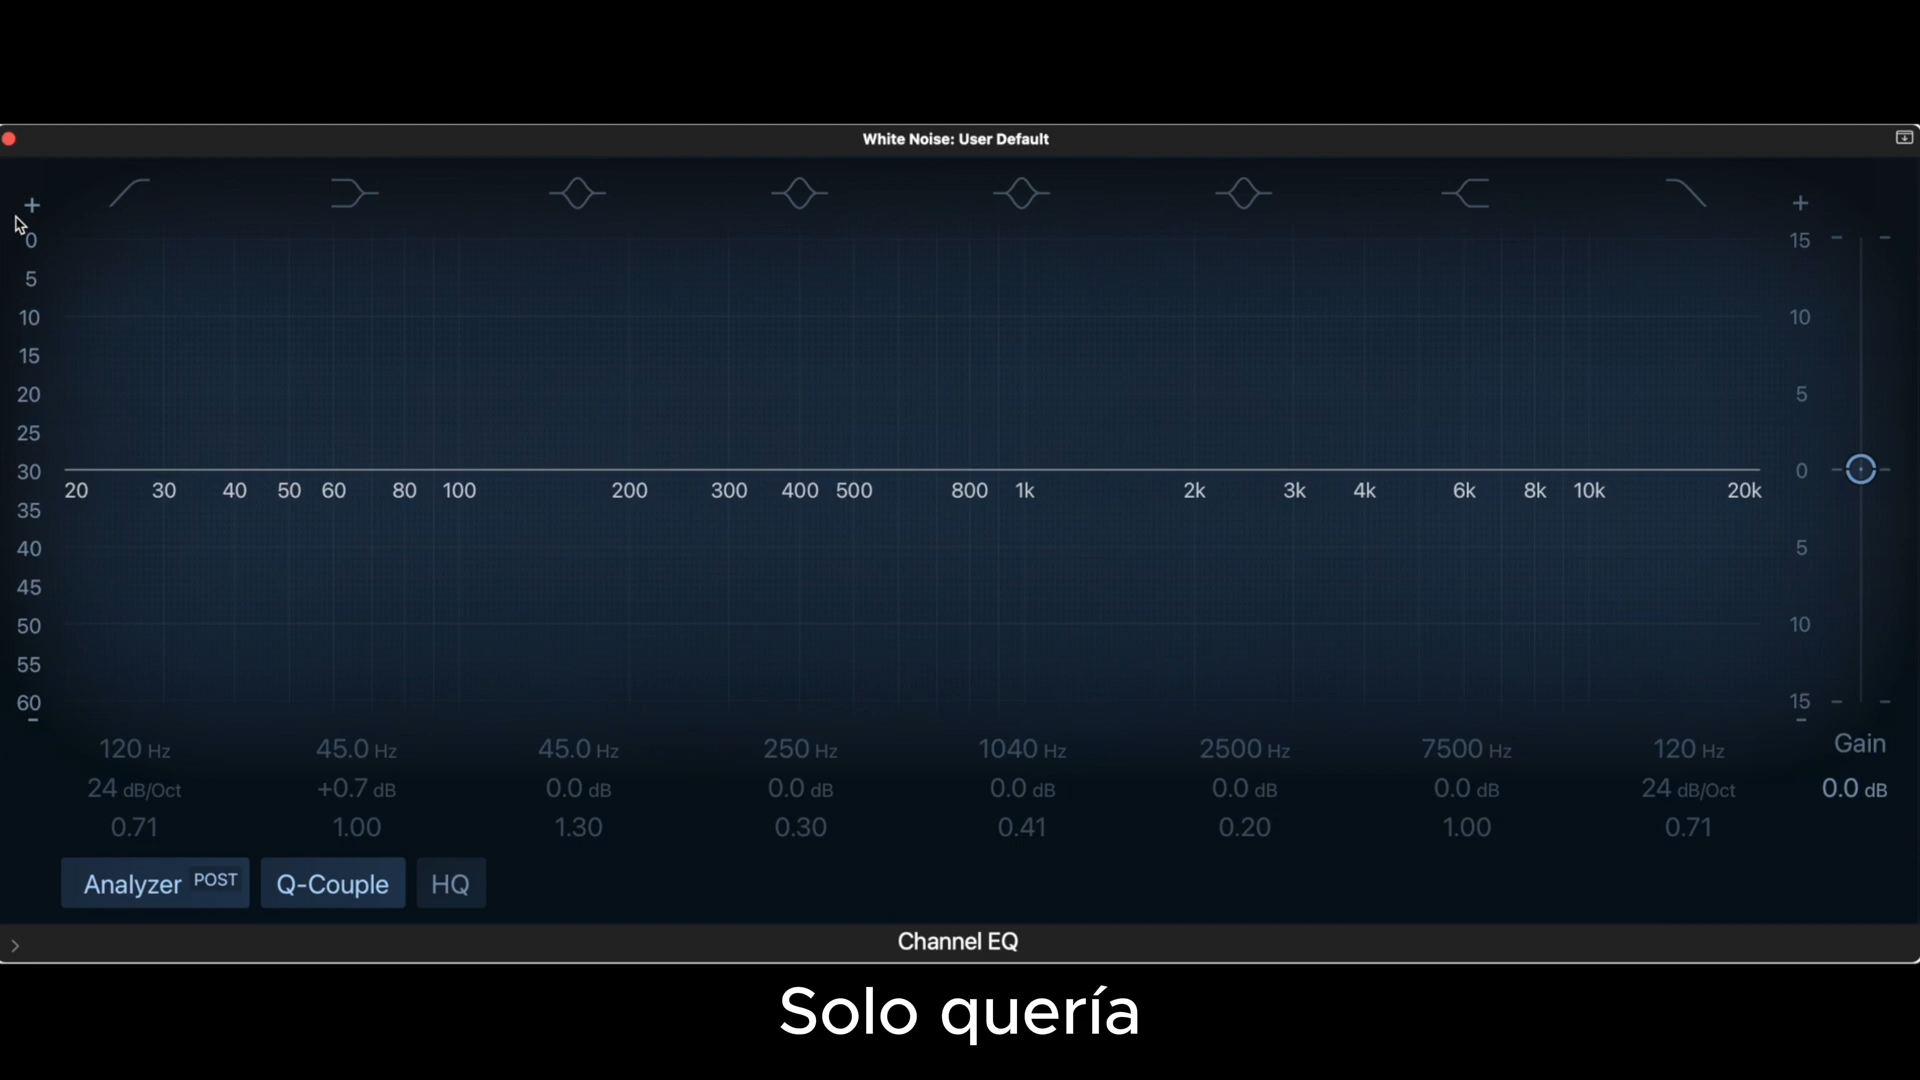 White Noise: User Default
+ +
0 15
5
10 10
15
20 5
25
30 0
20 30 40 50 60 80 100 200 300 400 500 800 1k 2k 3k 4k 6k 8k 10k 20k
35
40 5
45
50 10
55
60 15
- -
120 Hz 45.0 Hz 45.0 Hz 250 Hz 1040 Hz 2500 Hz 7500 Hz 120 Hz Gain
24 dB/Oct +0.7 dB 0.0 dB 0.0 dB 0.0 dB 0.0 dB 0.0 dB 24 dB/Oct 0.0 dB
0.71 1.00 1.30 0.30 0.41 0.20 1.00 0.71
Analyzer POST Q-Couple HQ
Channel EQ
Solo quería